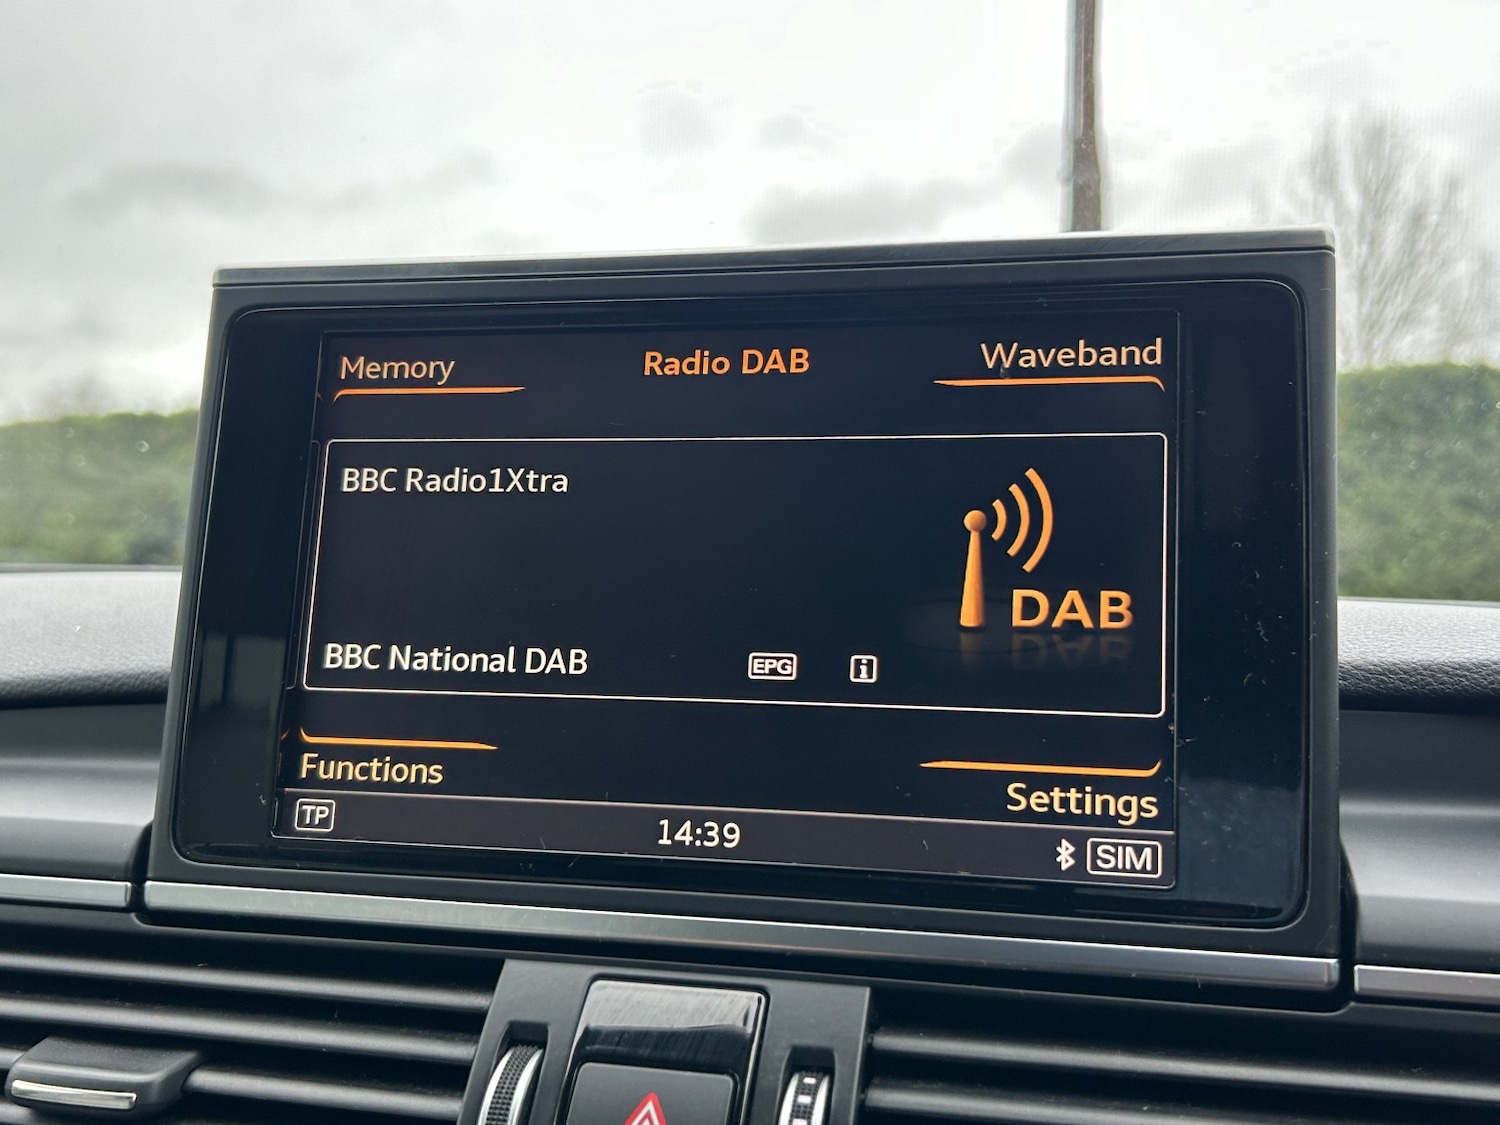 Memory
Radio DAB
Waveband
BBC Radio1Xtra
DAB
BBC National DAB
EPG
i
Functions
Settings
TP
14:39
SIM